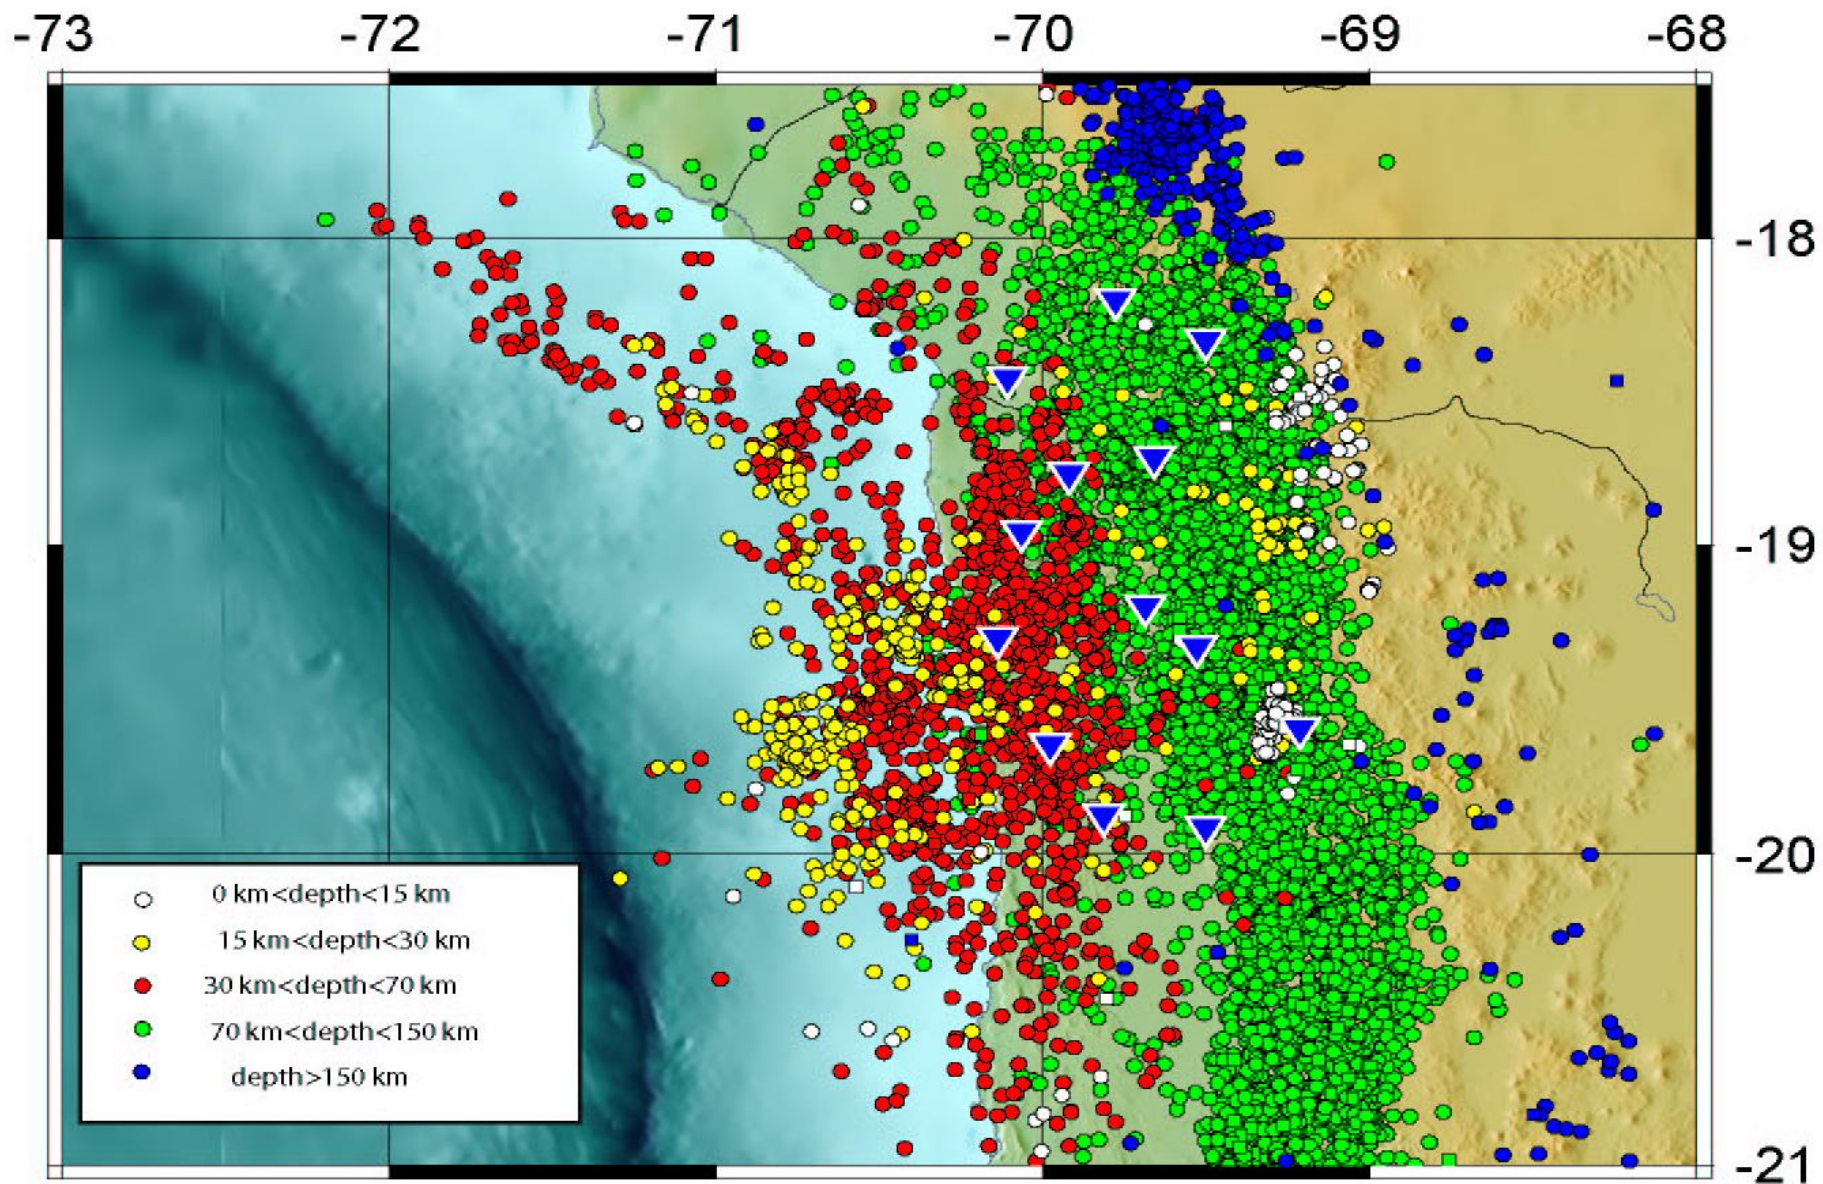 -73 -72 -71 -70 -69 -68
-18
-19
-20
-21
0 km<depth<15 km
15 km<depth<30 km
30 km<depth<70 km
70 km<depth<150 km
depth>150 km